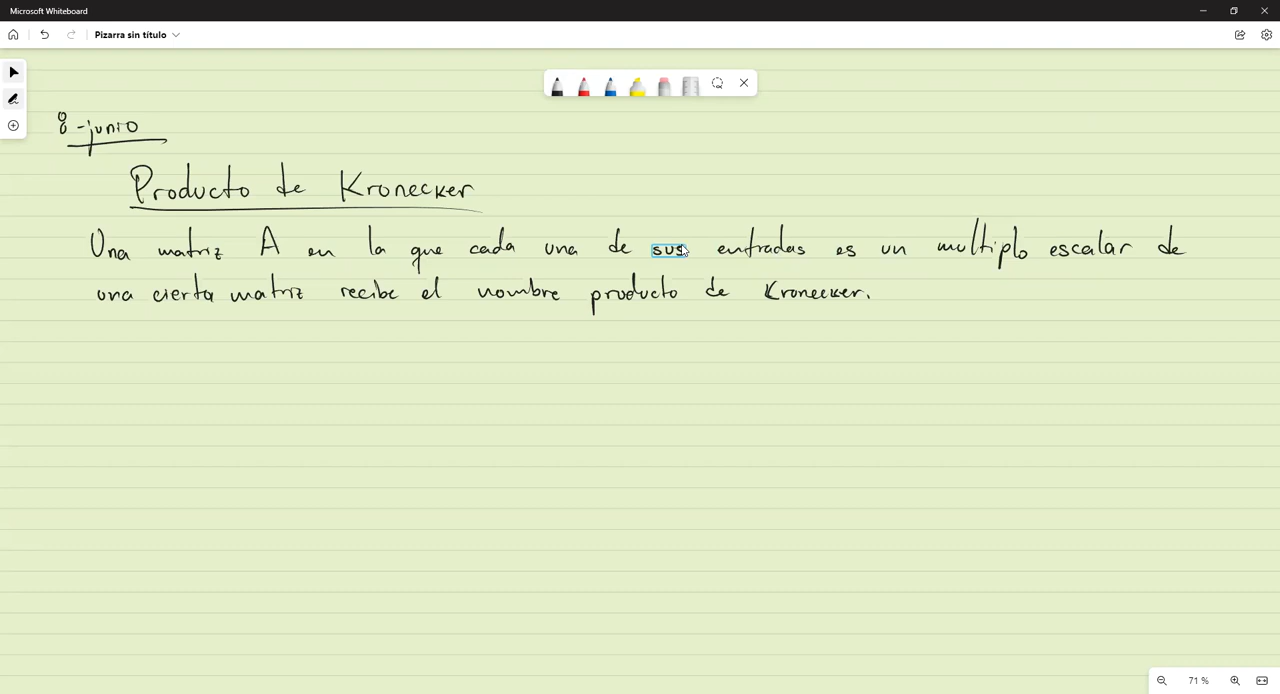 Microsoft Whiteboard
Pizarra sin título
8-junio
Producto de Kronecker
Una matriz A en la que cada una de sus entradas es un multiplo escalar de
una cierta matriz recibe el nombre producto de Kronecker.
71 %